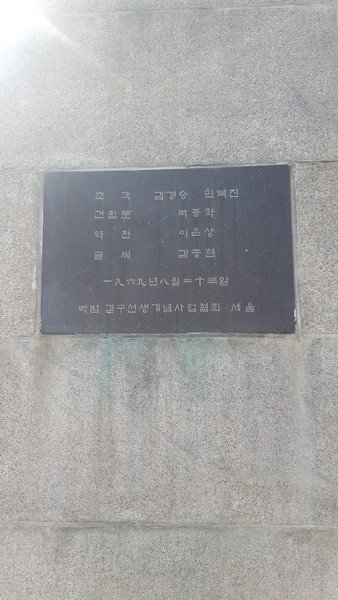 조 각 김경승 민복진
건립문 박종화
약 전 이은상
글 씨 김충현
一九六九年八月二十三日
백범 김구선생기념사업협회 세움